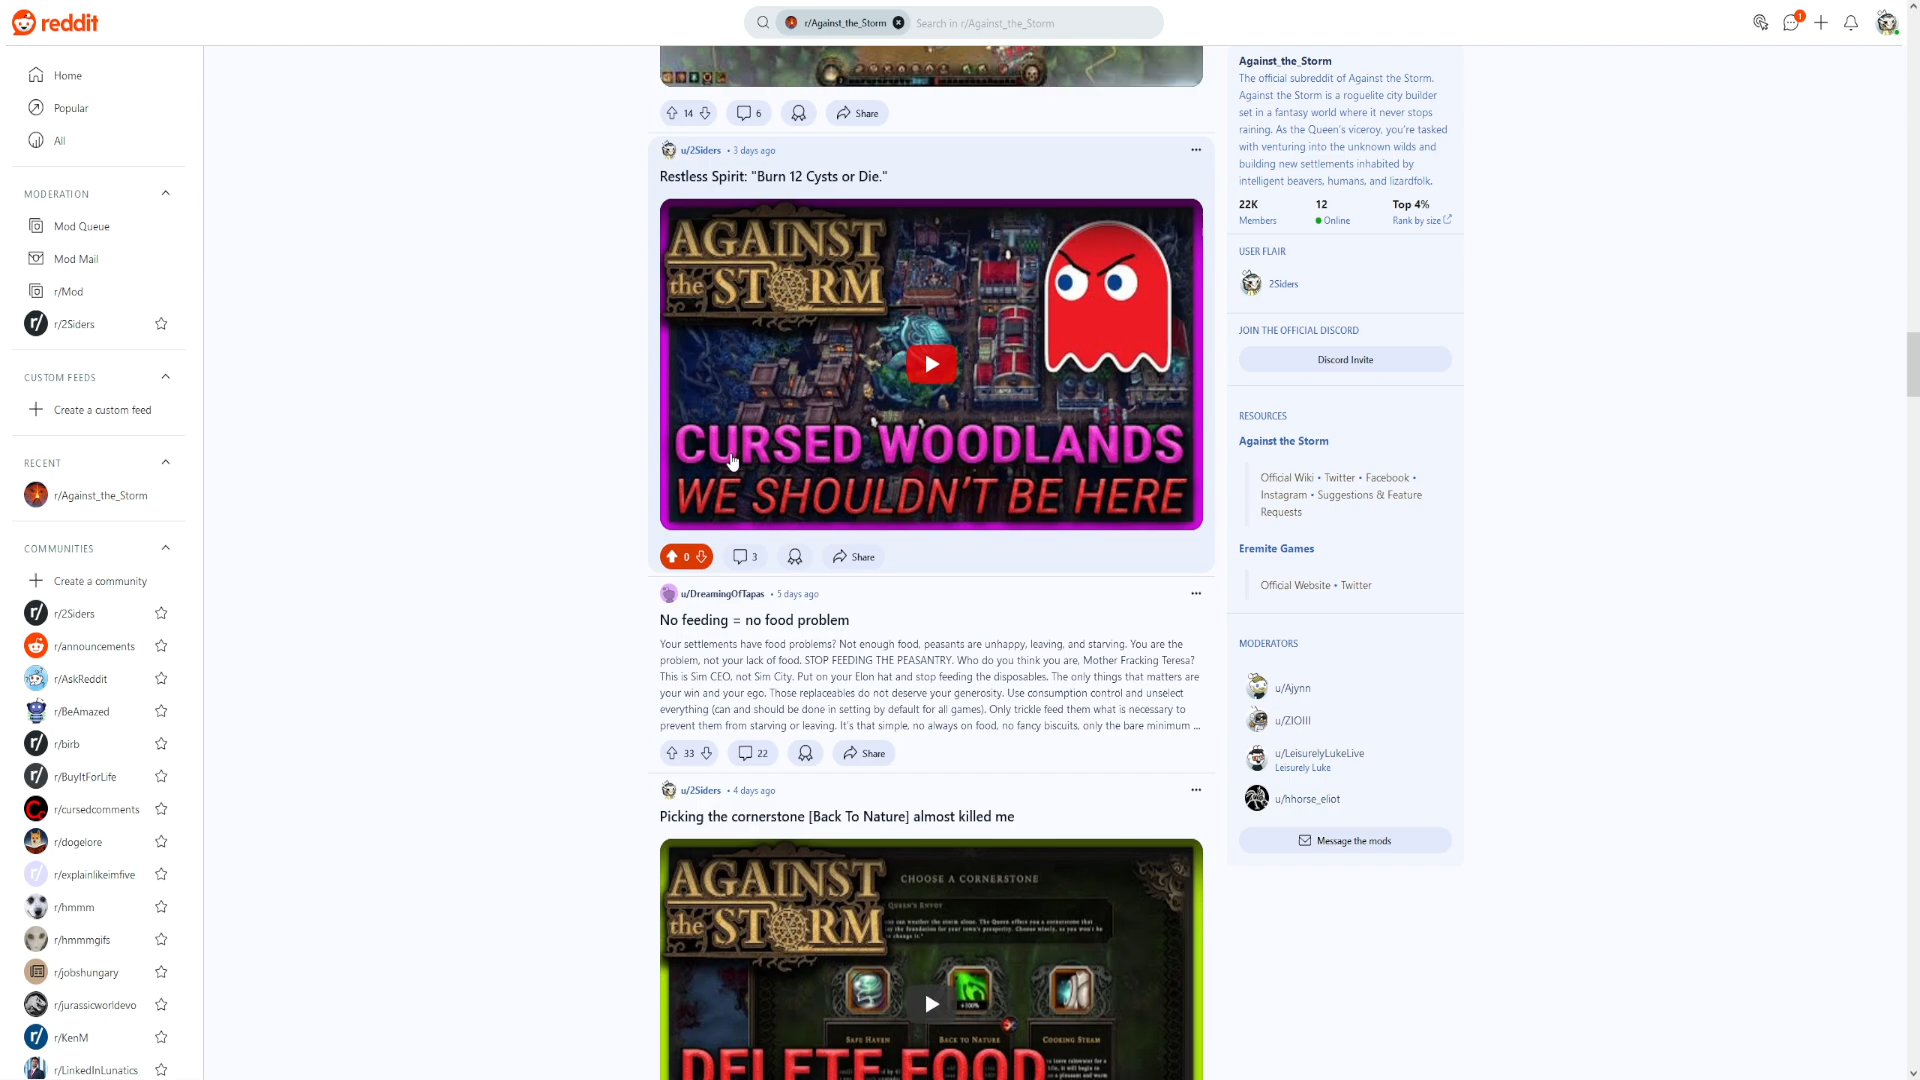 reddit
r/Against_the_Storm
Search in r/Against_the_Storm
1
Home
Popular
All
MODERATION
Mod Queue
Mod Mail
r/Mod
r/2Siders
CUSTOM FEEDS
Create a custom feed
RECENT
r/Against_the_Storm
COMMUNITIES
Create a community
r/2Siders
r/announcements
r/AskReddit
r/BeAmazed
r/birb
r/BuyItForLife
r/cursedcomments
r/dogelore
r/explainlikeimfive
r/hmmm
r/hmmmgifs
r/jobshungary
r/jurassicworldevo
r/KenM
r/LinkedInLunatics
14
6
Share
u/2Siders • 3 days ago
Restless Spirit: "Burn 12 Cysts or Die."
AGAINST
the STORM
CURSED WOODLANDS
WE SHOULDN'T BE HERE
0
3
Share
u/DreamingOfTapas • 5 days ago
No feeding = no food problem
Your settlements have food problems? Not enough food, peasants are unhappy, leaving, and starving. You are the
problem, not your lack of food. STOP FEEDING THE PEASANTRY. Who do you think you are, Mother Fracking Teresa?
This is Sim CEO, not Sim City. Put on your Elon hat and stop feeding the disposables. The only things that matters are
your win and your ego. Those replaceables do not deserve your generosity. Use consumption control and unselect
everything (can and should be done in setting by default for all games). Only trickle feed them what is necessary to
prevent them from starving or leaving. It's that simple, no always on food, no fancy biscuits, only the bare minimum ...
33
22
Share
u/2Siders • 4 days ago
Picking the cornerstone [Back To Nature] almost killed me
AGAINST
the STORM
CHOOSE A CORNERSTONE
QUEEN'S ENVOY
+100%
SAFE HAVEN
BACK TO NATURE
COOKING STEAM
DELETE FOOD
Against_the_Storm
The official subreddit of Against the Storm.
Against the Storm is a roguelite city builder
set in a fantasy world where it never stops
raining. As the Queen's viceroy, you're tasked
with venturing into the unknown wilds and
building new settlements inhabited by
intelligent beavers, humans, and lizardfolk.
22K
Members
12
Online
Top 4%
Rank by size
USER FLAIR
2Siders
JOIN THE OFFICIAL DISCORD
Discord Invite
RESOURCES
Against the Storm
Official Wiki • Twitter • Facebook •
Instagram • Suggestions & Feature
Requests
Eremite Games
Official Website • Twitter
MODERATORS
u/Ajynn
u/ZIOIII
u/LeisurelyLukeLive
Leisurely Luke
u/hhorse_eliot
Message the mods